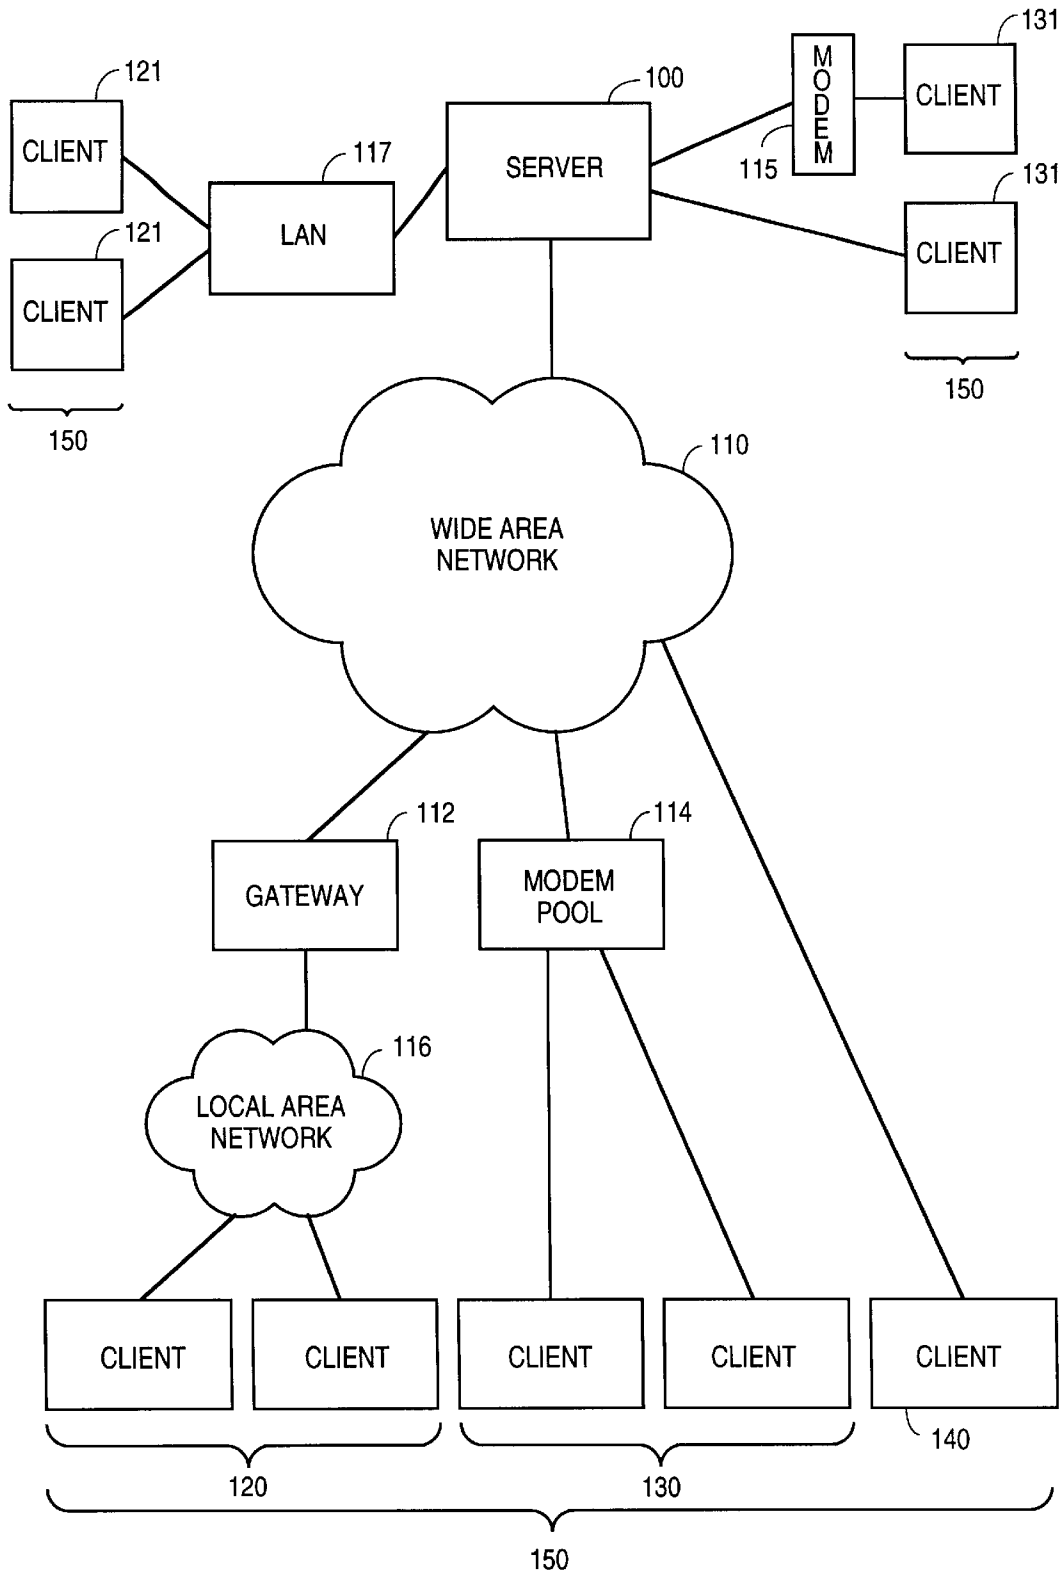 131
121
100
MODEM
CLIENT
CLIENT
117
SERVER
115
131
121
LAN
CLIENT
CLIENT
150
150
110
WIDE AREA
NETWORK
112
114
GATEWAY
MODEM
POOL
116
LOCAL AREA
NETWORK
CLIENT
CLIENT
CLIENT
CLIENT
CLIENT
140
120
130
150